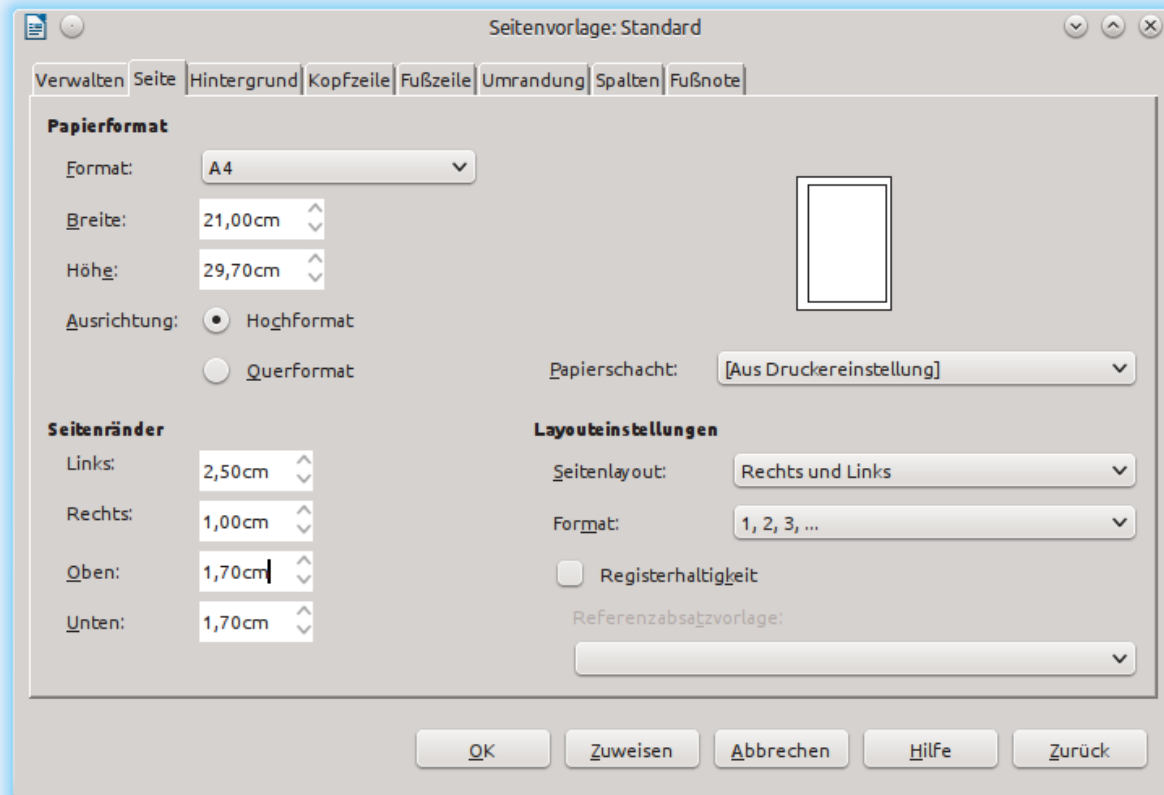 Seitenvorlage: Standard
Verwalten Seite Hintergrund Kopfzeile Fußzeile Umrandung Spalten Fußnote
Papierformat
Format: A4
Breite: 21,00cm
Höhe: 29,70cm
Ausrichtung: Hochformat
Querformat
Papierschacht: [Aus Druckereinstellung]
Seitenränder
Links: 2,50cm
Rechts: 1,00cm
Oben: 1,70cm
Unten: 1,70cm
Layouteinstellungen
Seitenlayout: Rechts und Links
Format: 1, 2, 3, ...
Registerhaltigkeit
Referenzabsatzvorlage:
OK Zuweisen Abbrechen Hilfe Zurück